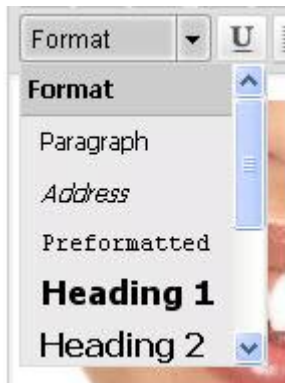 Format U
Format
Paragraph
Address
Preformatted
Heading 1
Heading 2